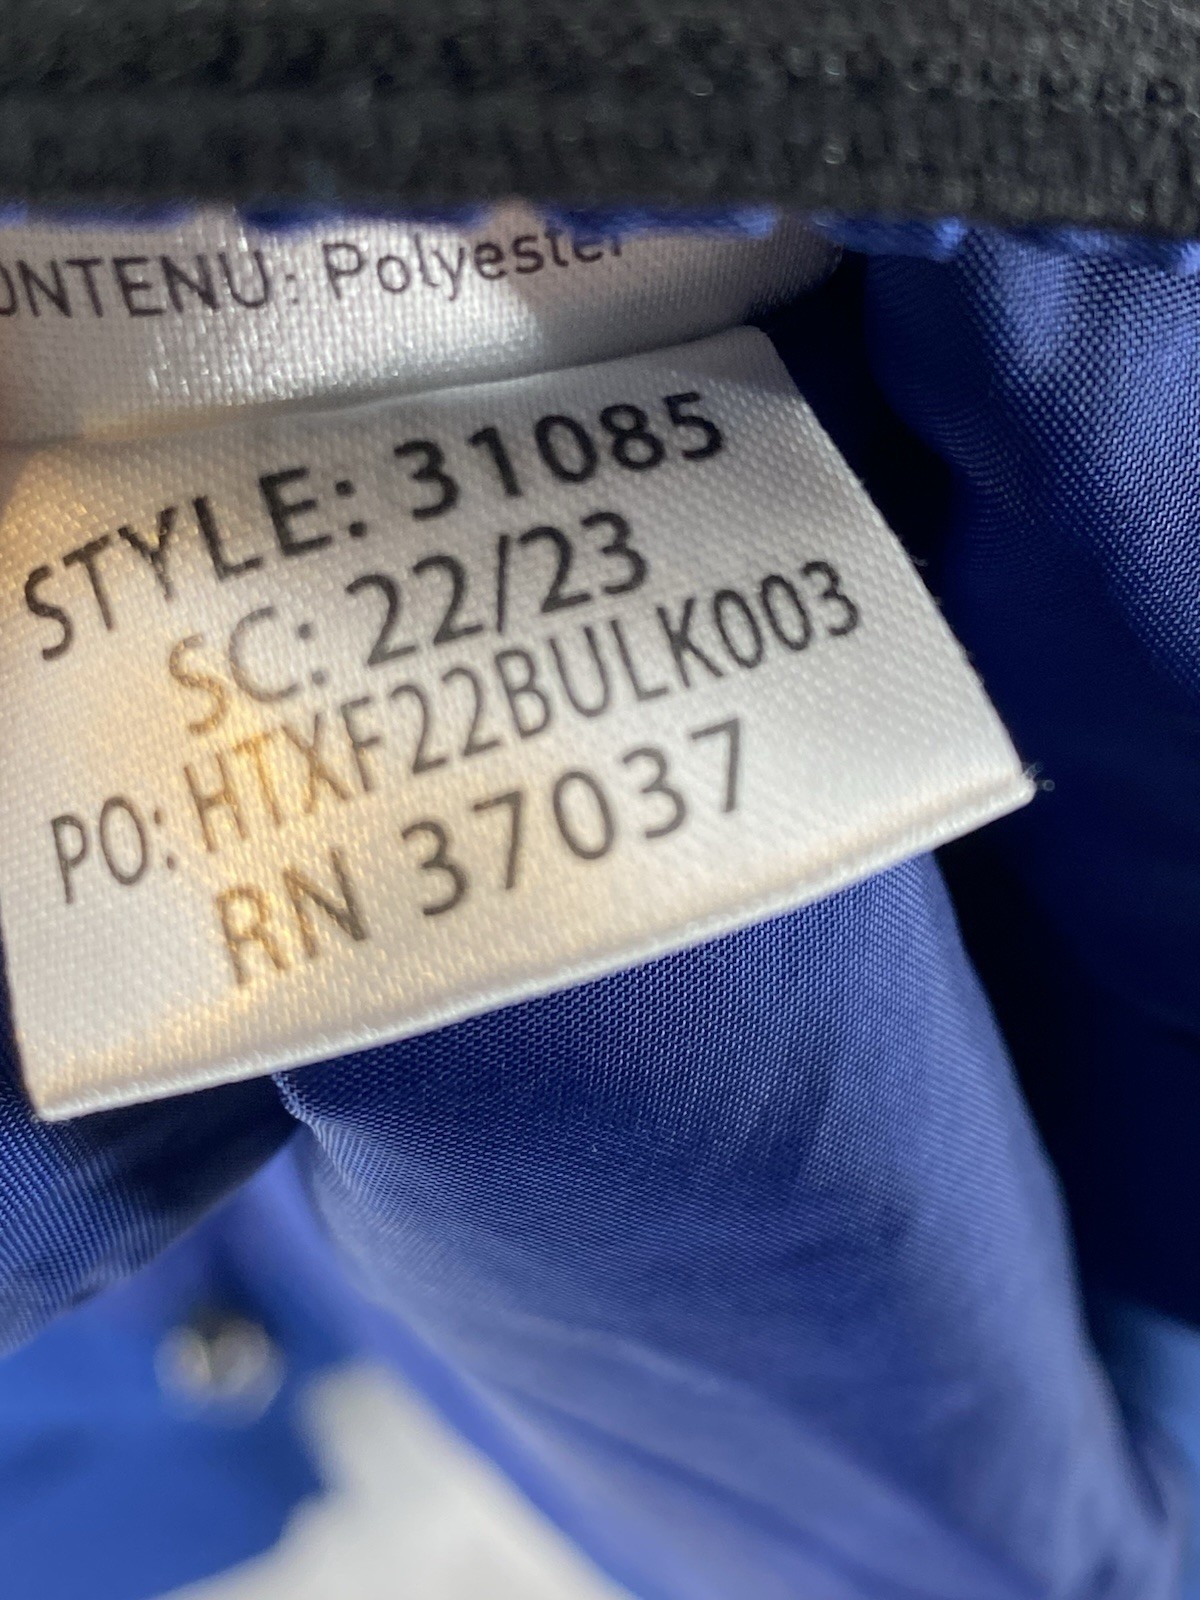 ONTENU: Polyester
STYLE: 31085
SC: 22/23
PO: HTXF22BULK003
RN 37037